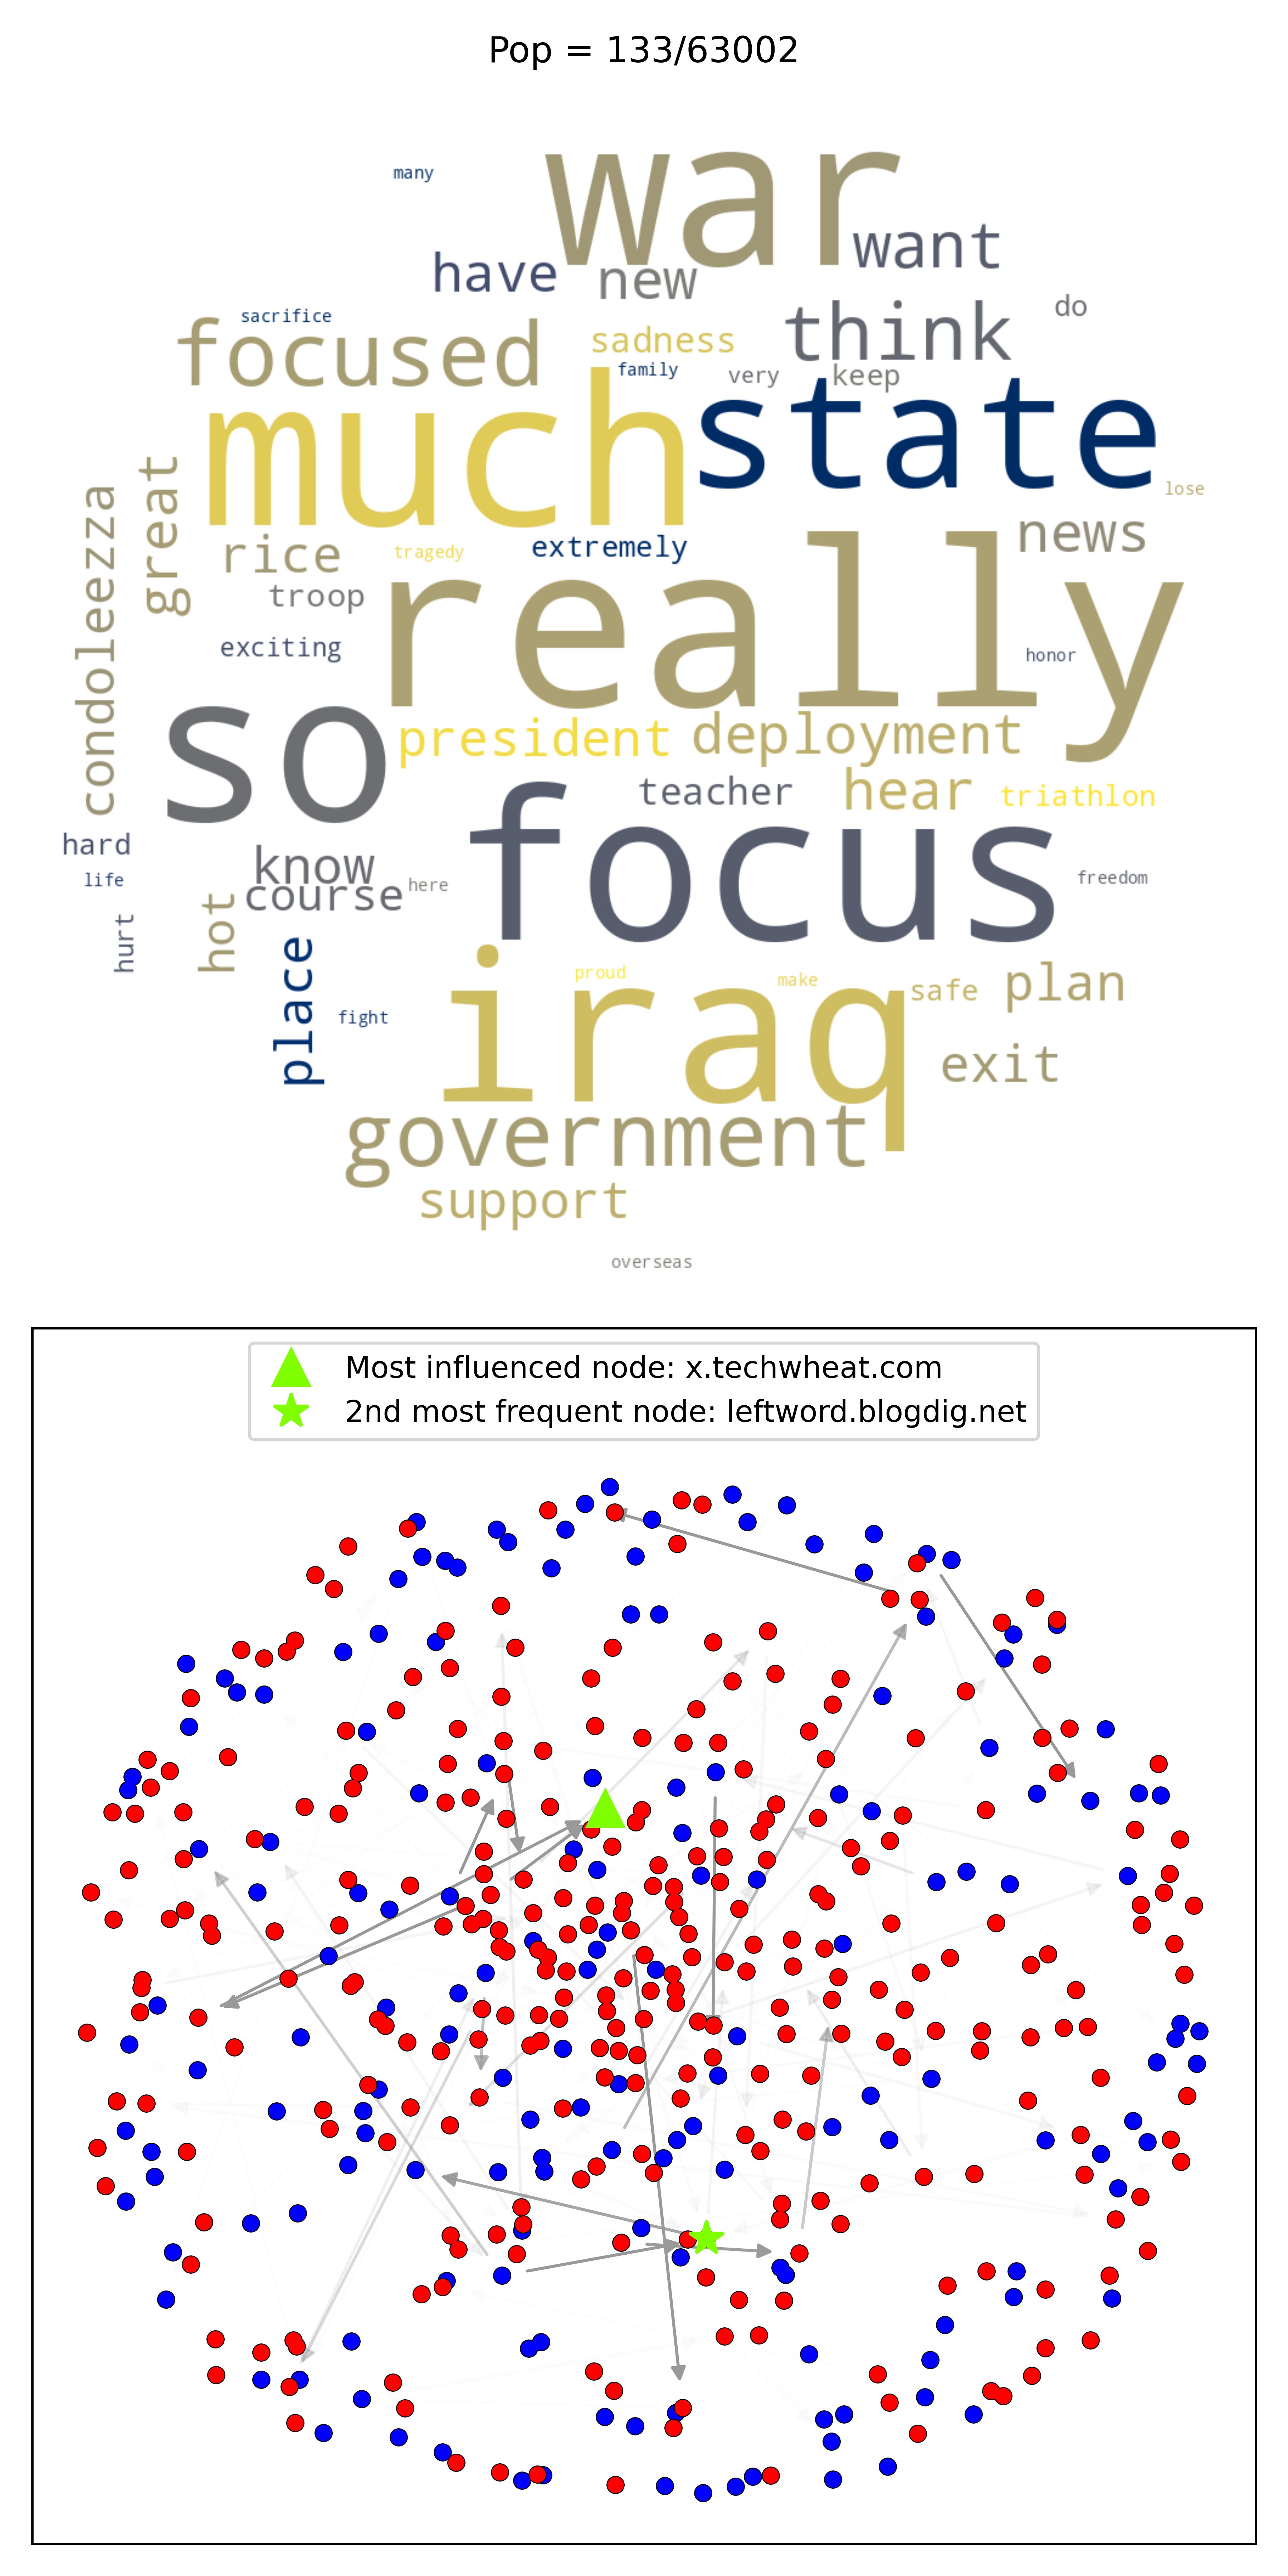 Pop = 133/63002
many
war
want
have
new
do
sacrifice
focused
sadness
think
family
very
keep
much
state
lose
great
condoleezza
rice
tragedy
extremely
news
troop
really
exciting
honor
so
president
deployment
teacher
hear
triathlon
focus
hard
know
life
course
here
freedom
hurt
hot
place
proud
make
safe
plan
fight
iraq
exit
government
support
overseas
Most influenced node: x.techwheat.com
2nd most frequent node: leftword.blogdig.net